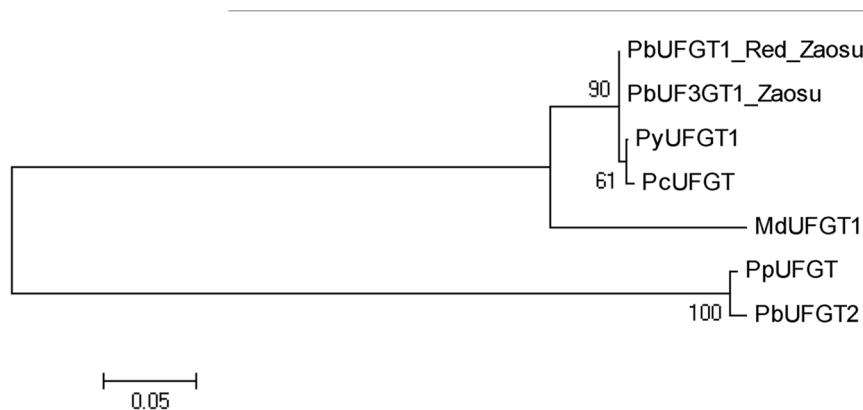 PbUFGT1_Red_Zaosu
90
PbUF3GT1_Zaosu
PyUFGT1
61
PcUFGT
MdUFGT1
PpUFGT
100
PbUFGT2
0.05